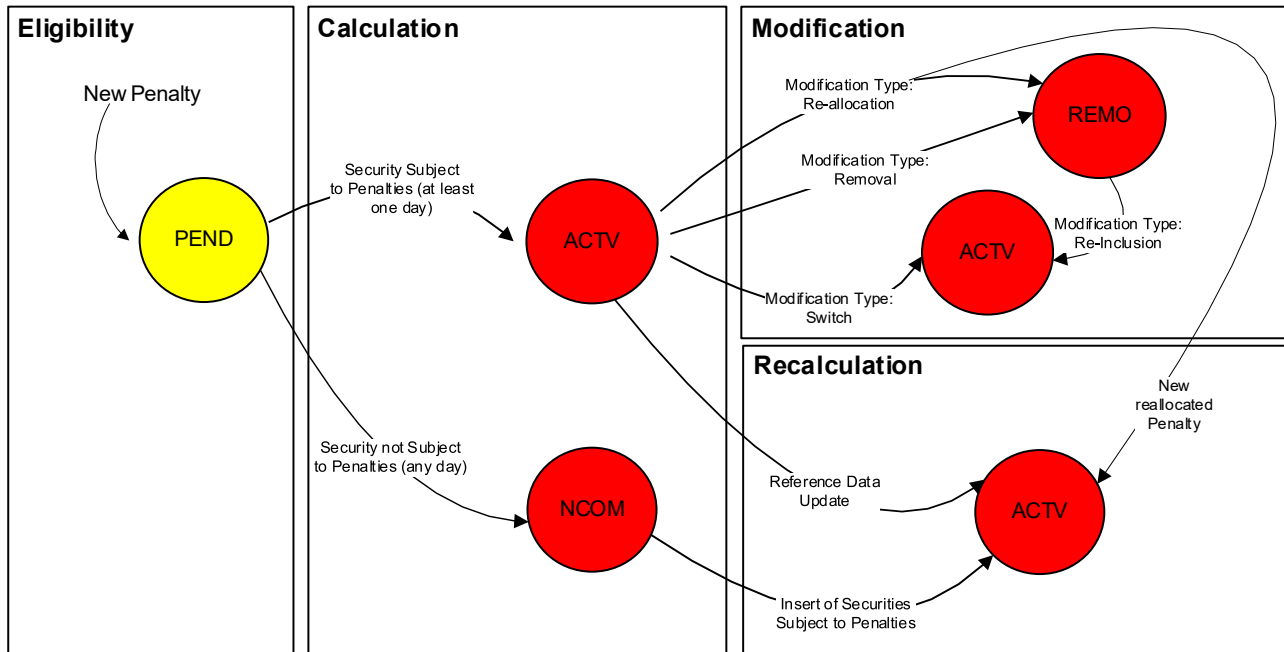 Eligibility
New Penalty
PEND
Calculation
Security Subject
to Penalties (at least
one day)
ACTV
Security not Subject
to Penalties (any day)
NCOM
Modification
Modification Type:
Re-allocation
REMO
Modification Type:
Removal
Modification Type:
Re-Inclusion
ACTV
Modification Type:
Switch
Recalculation
New
reallocated
Penalty
Reference Data
Update
ACTV
Insert of Securities
Subject to Penalties